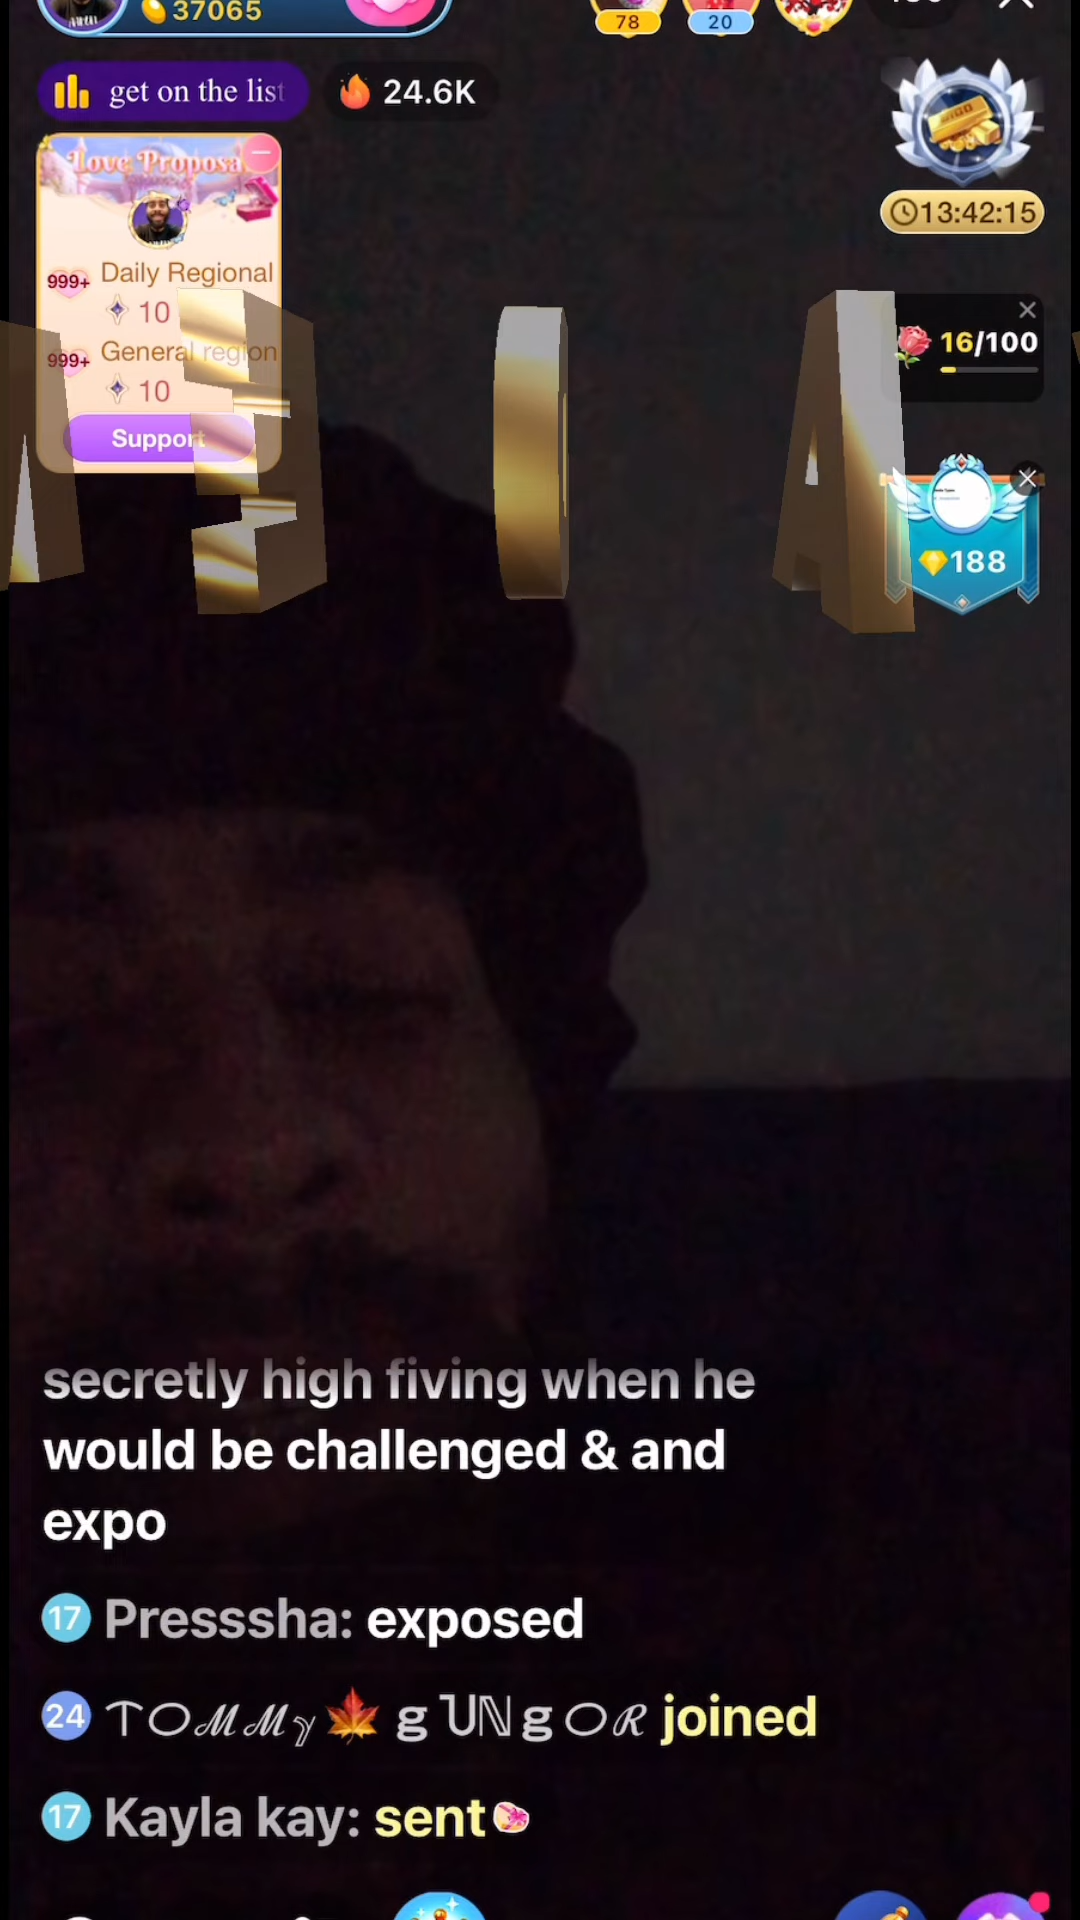 37065
78
20
get on the list
24.6K
13:42:15
Love Proposa
999+ Daily Regional
10
999+ General region
10
Support
16/100
188
secretly high fiving when he
would be challenged & and
expo
17 Presssha: exposed
24 TOMMy🍁 gUNgOR joined
17 Kayla kay: sent